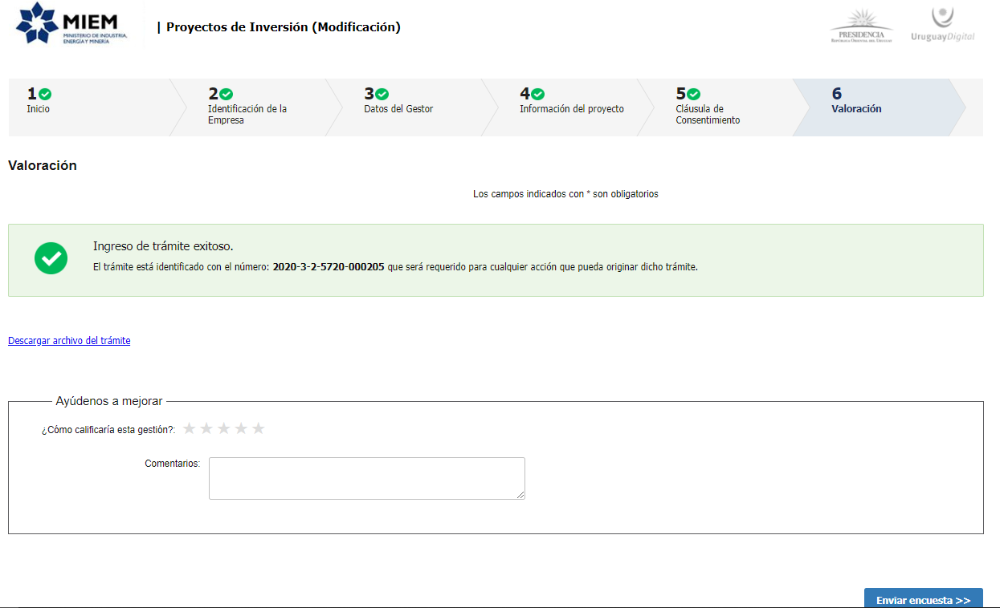 MIEM
MINISTERIO DE INDUSTRIA,
ENERGÍA Y MINERÍA
| Proyectos de Inversión (Modificación)
PRESIDENCIA
REPÚBLICA ORIENTAL DEL URUGUAY
UruguayDigital
1
Inicio
2
Identificación de la
Empresa
3
Datos del Gestor
4
Información del proyecto
5
Cláusula de
Consentimiento
6
Valoración
Valoración
Los campos indicados con * son obligatorios
Ingreso de trámite exitoso.
El trámite está identificado con el número: 2020-3-2-5720-000205 que será requerido para cualquier acción que pueda originar dicho trámite.
Descargar archivo del trámite
Ayúdenos a mejorar
¿Cómo calificaría esta gestión?:
Comentarios:
Enviar encuesta >>